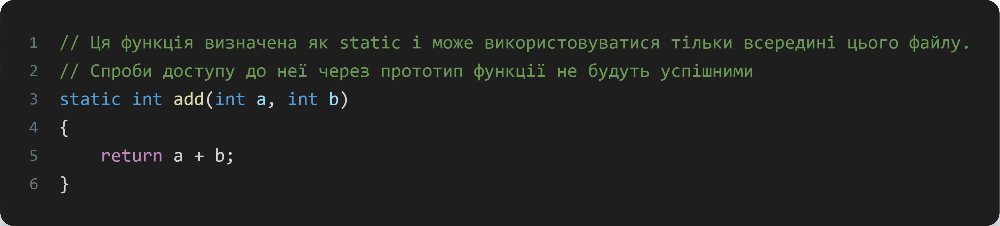 1 // Ця функція визначена як static і може використовуватися тільки всередині цього файлу.
2 // Спроби доступу до неї через прототип функції не будуть успішними
3 static int add(int a, int b)
4 {
5     return a + b;
6 }